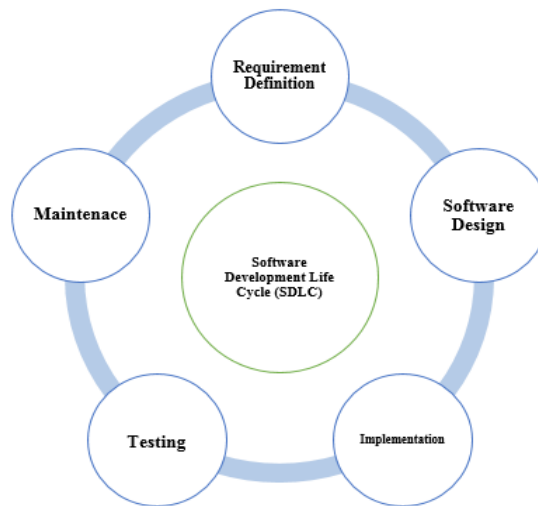 Requirement
Definition
Software
Design
Implementation
Testing
Maintenace
Software
Development Life
Cycle (SDLC)